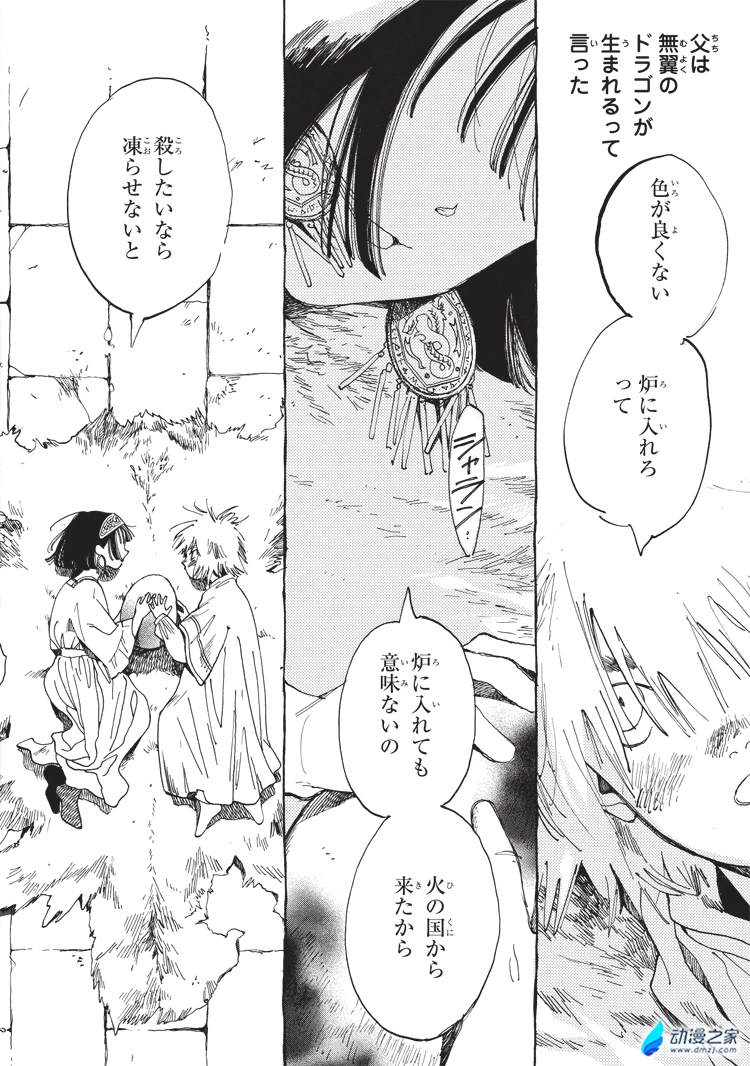 父は
無翼の
ドラゴンが
生まれるって
言った
色が
良くない
炉に入れろ
って
シャラン
炉に入れても
意味ないの
火の国から
来たから
殺したいなら
凍らせないと
动漫之家
www.dmzj.com